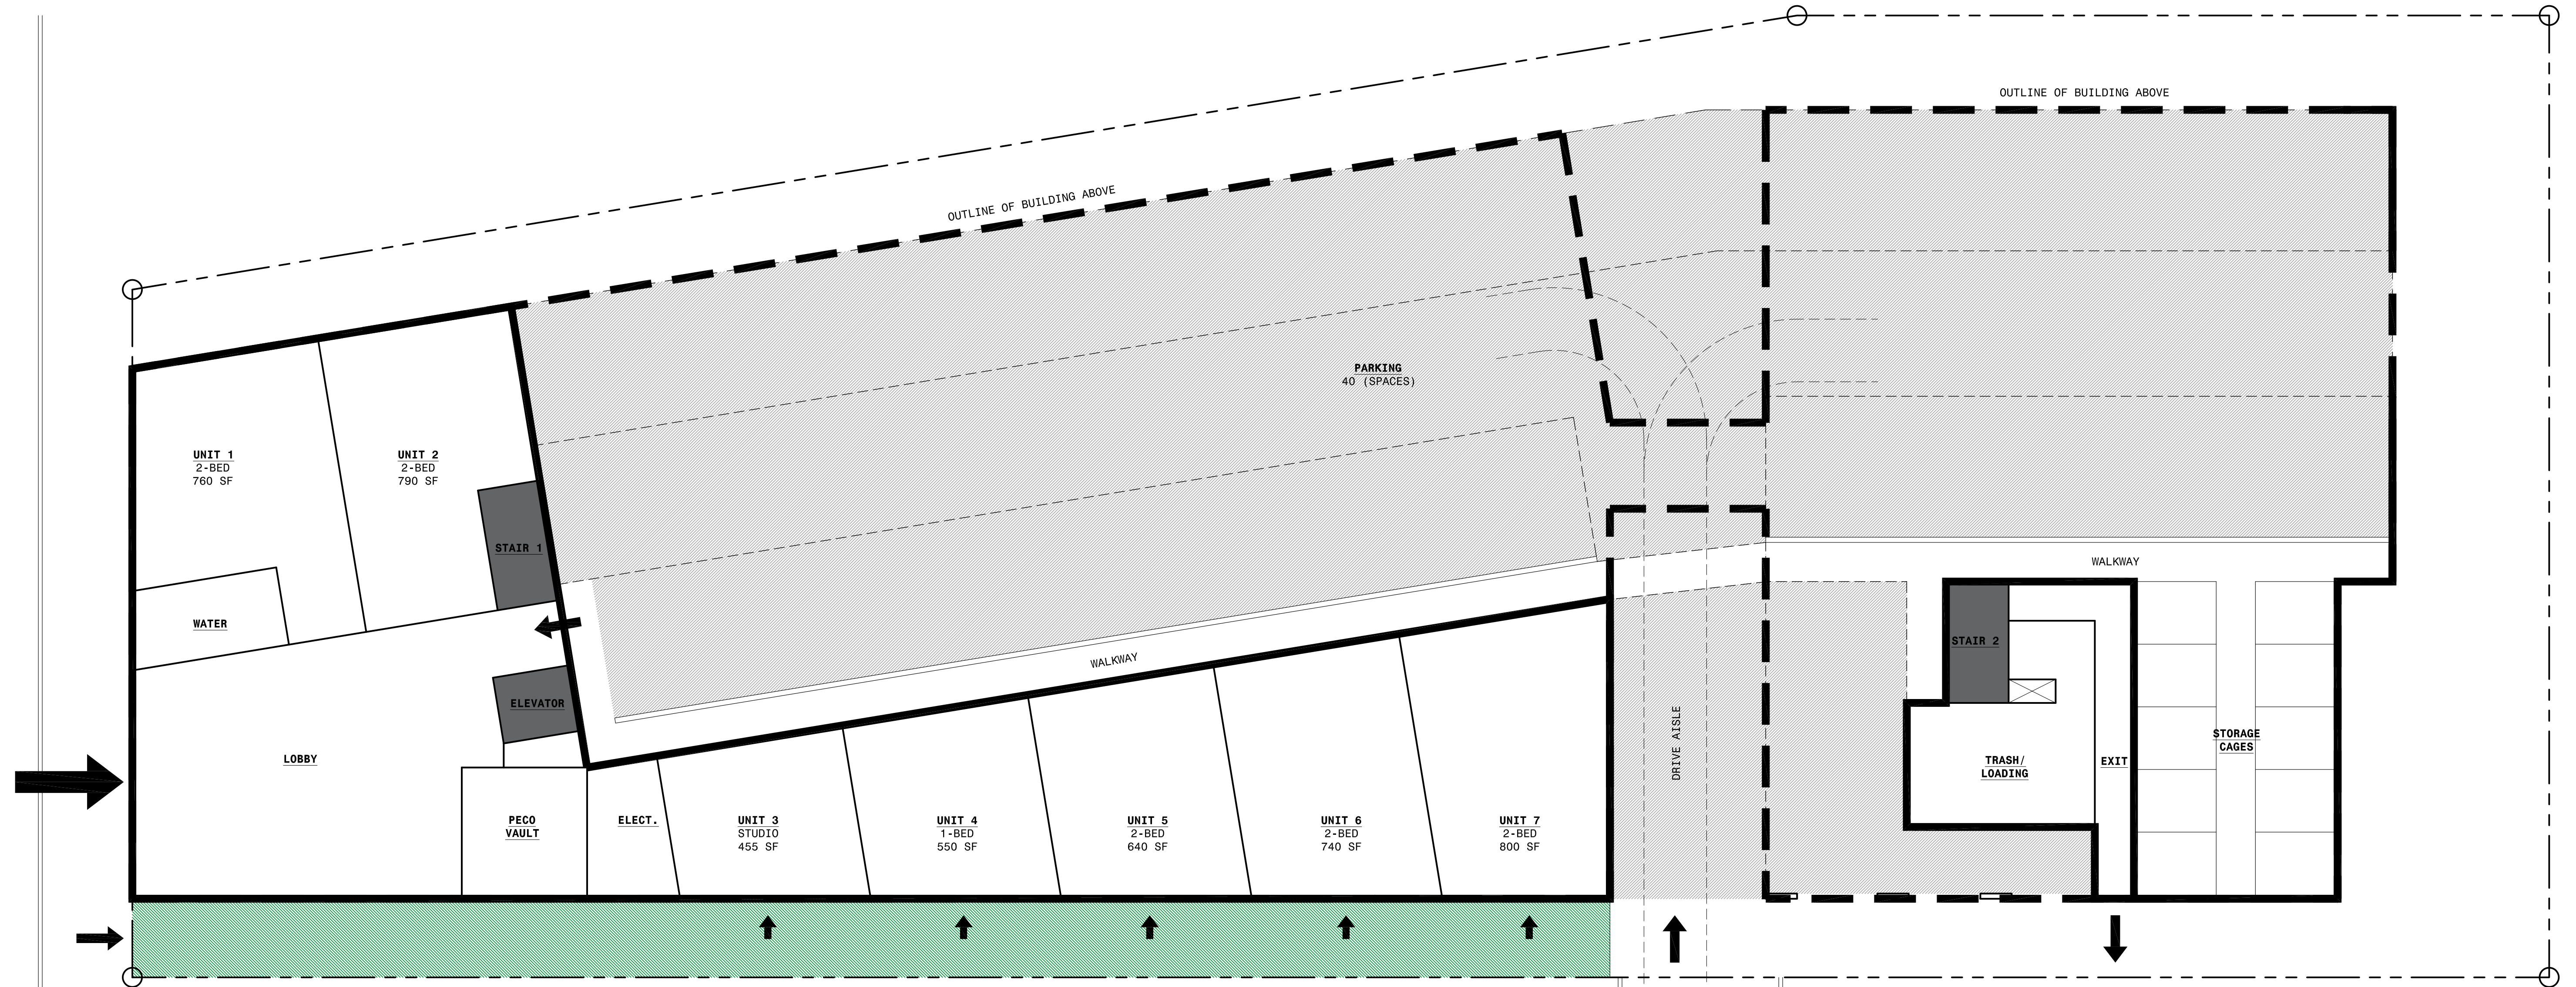 OUTLINE OF BUILDING ABOVE
OUTLINE OF BUILDING ABOVE
PARKING
40 (SPACES)
UNIT 1
2-BED
760 SF
UNIT 2
2-BED
790 SF
STAIR 1
WATER
WALKWAY
WALKWAY
STAIR 2
ELEVATOR
LOBBY
DRIVE AISLE
STORAGE
CAGES
TRASH/
LOADING
EXIT
PECO
VAULT
ELECT.
UNIT 3
STUDIO
455 SF
UNIT 4
1-BED
550 SF
UNIT 5
2-BED
640 SF
UNIT 6
2-BED
740 SF
UNIT 7
2-BED
800 SF